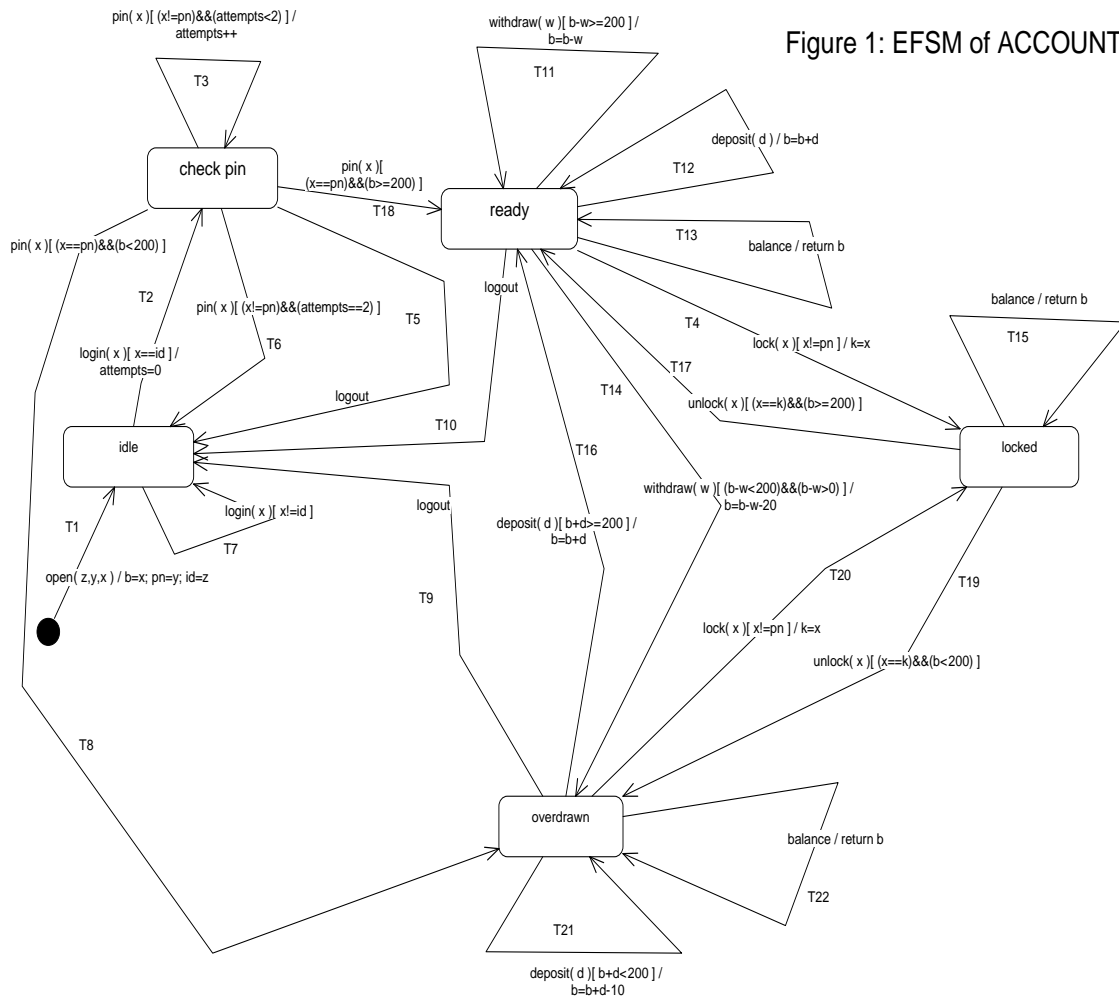 Figure 1: EFSM of ACCOUNT
pin( x )[ (x!=pn)&&(attempts<2) ] /
attempts++
T3
withdraw( w )[ b-w>=200 ] /
b=b-w
T11
deposit( d ) / b=b+d
T12
check pin
pin( x )[
(x==pn)&&(b>=200) ]
T18
ready
T13
balance / return b
pin( x )[ (x==pn)&&(b<200) ]
T2
pin( x )[ (x!=pn)&&(attempts==2) ]
T6
T5
logout
T4
lock( x )[ x!=pn ] / k=x
balance / return b
T15
login( x )[ x==id ] /
attempts=0
logout
T10
T14
T17
unlock( x )[ (x==k)&&(b>=200) ]
idle
locked
T16
login( x )[ x!=id ]
T7
logout
withdraw( w )[ (b-w<200)&&(b-w>0) ] /
b=b-w-20
deposit( d )[ b+d>=200 ] /
b=b+d
T1
open( z,y,x ) / b=x; pn=y; id=z
T9
T20
T19
lock( x )[ x!=pn ] / k=x
unlock( x )[ (x==k)&&(b<200) ]
T8
overdrawn
balance / return b
T22
T21
deposit( d )[ b+d<200 ] /
b=b+d-10